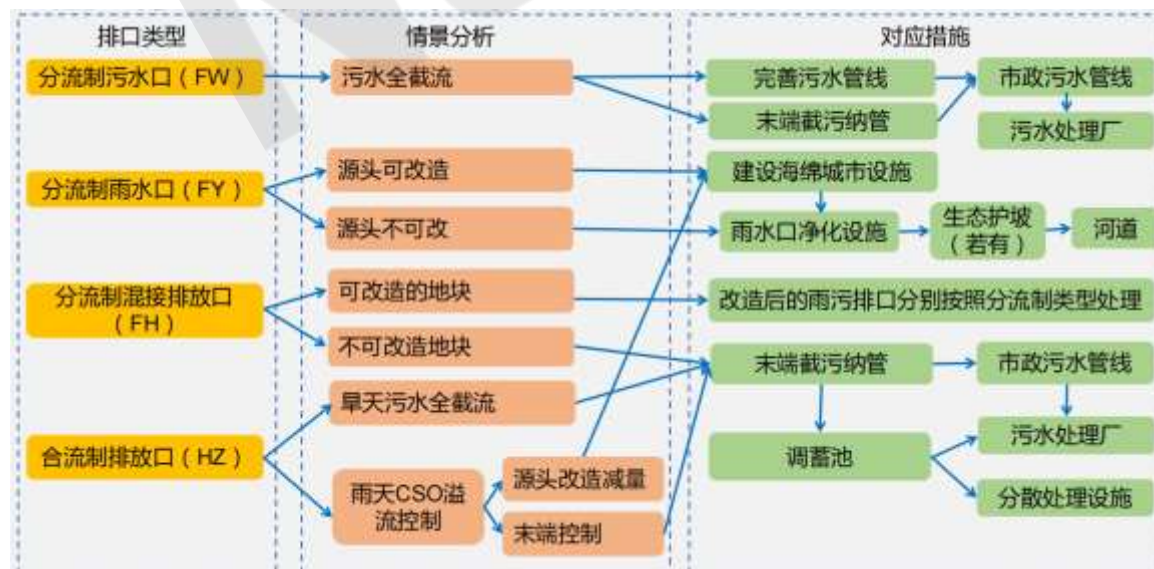 排口类型
情景分析
对应措施
分流制污水口（FW）
污水全截流
完善污水管线
市政污水管线
末端截污纳管
污水处理厂
分流制雨水口（FY）
源头可改造
建设海绵城市设施
源头不可改
雨水口净化设施
生态护坡
（若有）
河道
分流制混接排放口
（FH）
可改造的地块
改造后的雨污排口分别按照分流制类型处理
不可改造地块
末端截污纳管
市政污水管线
旱天污水全截流
合流制排放口（HZ）
调蓄池
污水处理厂
雨天CSO溢
流控制
源头改造减量
分散处理设施
末端控制